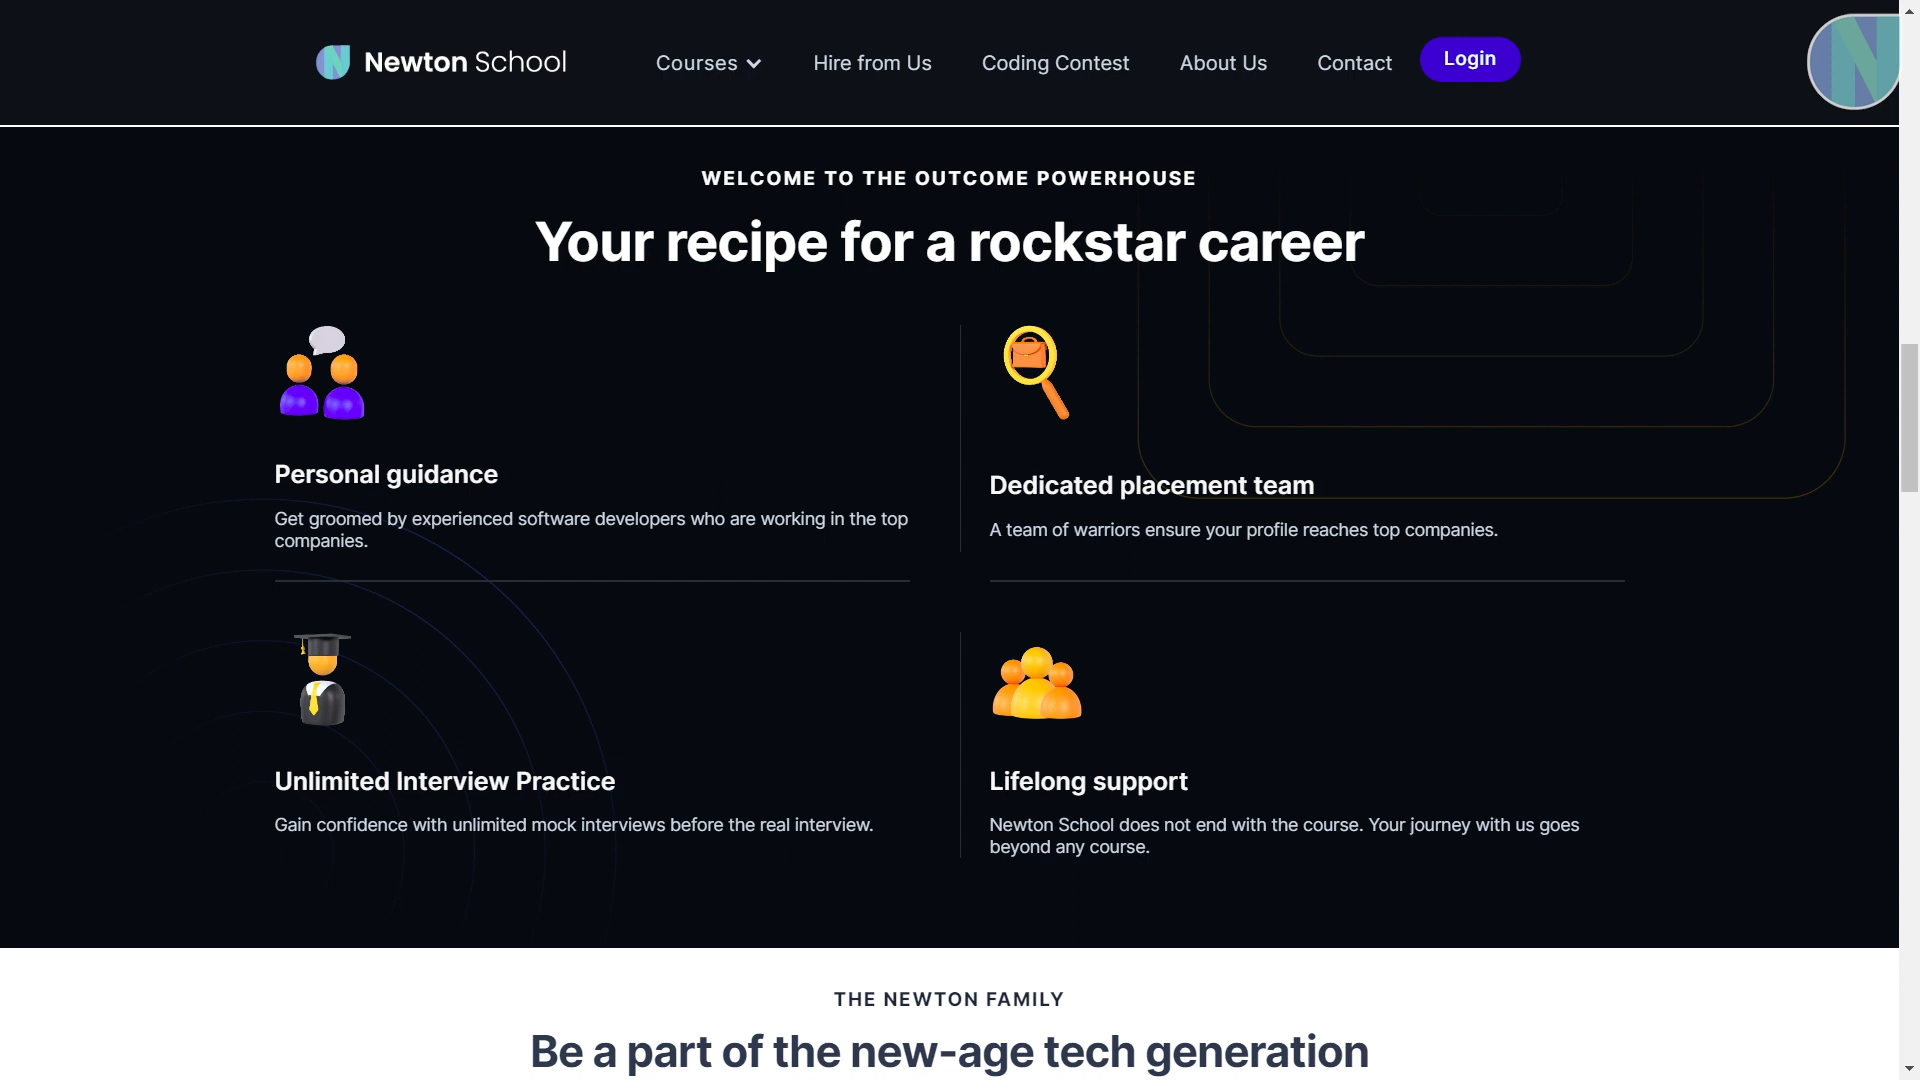 Newton School
Courses
Hire from Us
Coding Contest
About Us
Contact
Login
WELCOME TO THE OUTCOME POWERHOUSE
Your recipe for a rockstar career
Personal guidance
Get groomed by experienced software developers who are working in the top
companies.
Dedicated placement team
A team of warriors ensure your profile reaches top companies.
Unlimited Interview Practice
Gain confidence with unlimited mock interviews before the real interview.
Lifelong support
Newton School does not end with the course. Your journey with us goes
beyond any course.
THE NEWTON FAMILY
Be a part of the new-age tech generation